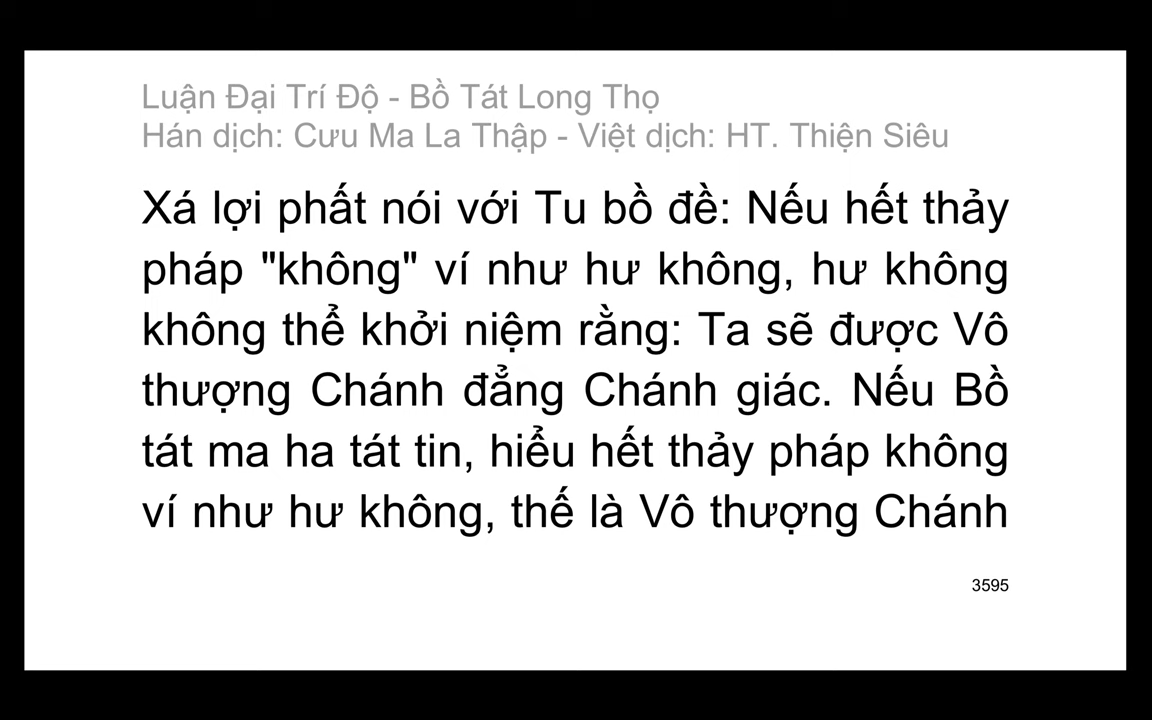 Luận Đại Trí Độ - Bồ Tát Long Thọ
Hán dịch: Cưu Ma La Thập - Việt dịch: HT. Thiện Siêu
Xá lợi phất nói với Tu bồ đề: Nếu hết thảy
pháp "không" ví như hư không, hư không
không thể khởi niệm rằng: Ta sẽ được Vô
thượng Chánh đẳng Chánh giác. Nếu Bồ
tát ma ha tát tin, hiểu hết thảy pháp không
ví như hư không, thế là Vô thượng Chánh
3595